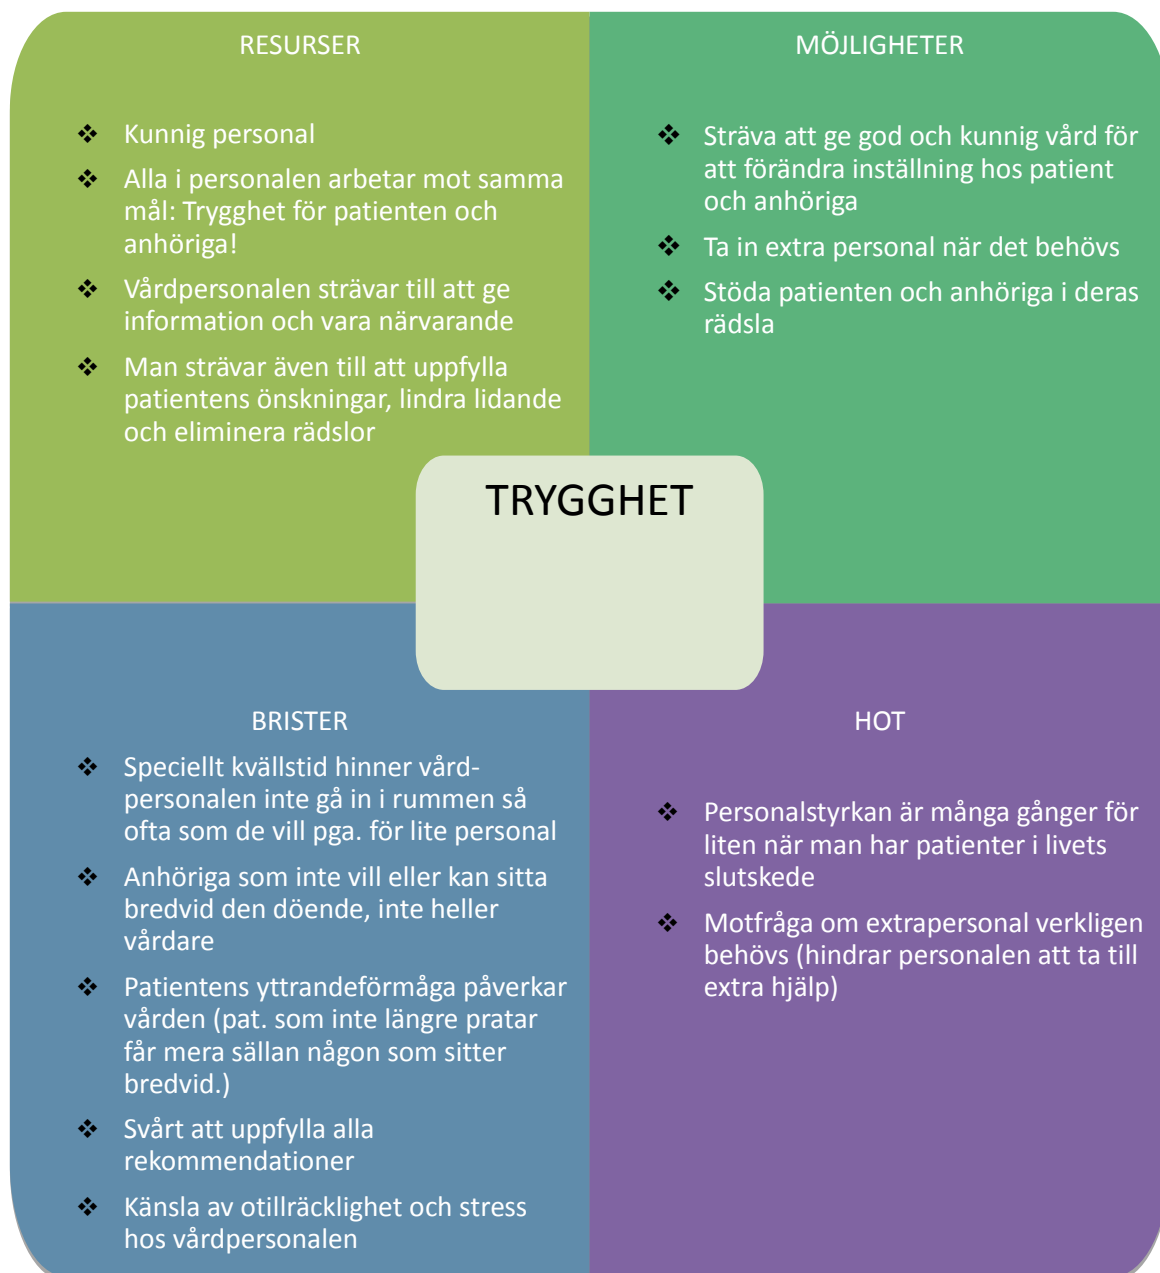 RESURSER
Kunnig personal
Alla i personalen arbetar mot samma
mål: Trygghet för patienten och
anhöriga!
Vårdpersonalen strävar till att ge
information och vara närvarande
Man strävar även till att uppfylla
patientens önskningar, lindra lidande
och eliminera rädslor
MÖJLIGHETER
Sträva att ge god och kunnig vård för
att förändra inställning hos patient
och anhöriga
Ta in extra personal när det behövs
Stöda patienten och anhöriga i deras
rädsla
TRYGGHET
BRISTER
Speciellt kvällstid hinner vård-
personalen inte gå in i rummen så
ofta som de vill pga. för lite personal
Anhöriga som inte vill eller kan sitta
bredvid den döende, inte heller
vårdare
Patientens yttrandeförmåga påverkar
vården (pat. som inte längre pratar
får mera sällan någon som sitter
bredvid.)
Svårt att uppfylla alla
rekommendationer
Känsla av otillräcklighet och stress
hos vårdpersonalen
HOT
Personalstyrkan är många gånger för
liten när man har patienter i livets
slutskede
Motfråga om extrapersonal verkligen
behövs (hindrar personalen att ta till
extra hjälp)